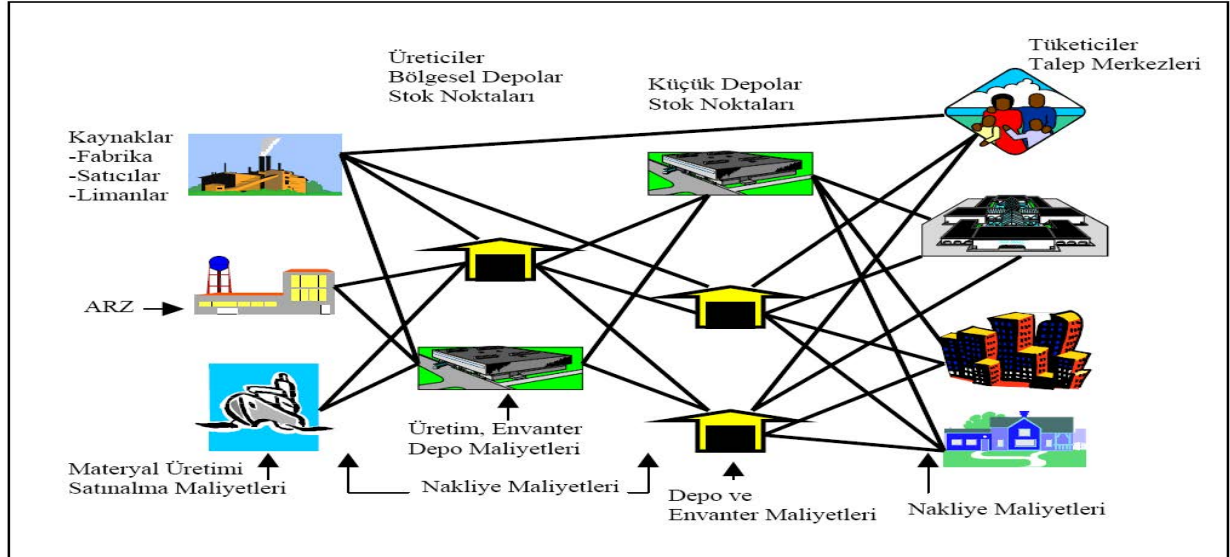 Üreticiler
Bölgesel Depolar
Stok Noktaları
Küçük Depolar
Stok Noktaları
Tüketiciler
Talep Merkezleri
Kaynaklar
-Fabrika
-Satıcılar
-Limanlar
ARZ
Üretim, Envanter
Depo Maliyetleri
Materyal Üretimi
Satınalma Maliyetleri
Nakliye Maliyetleri
Depo ve
Envanter Maliyetleri
Nakliye Maliyetleri